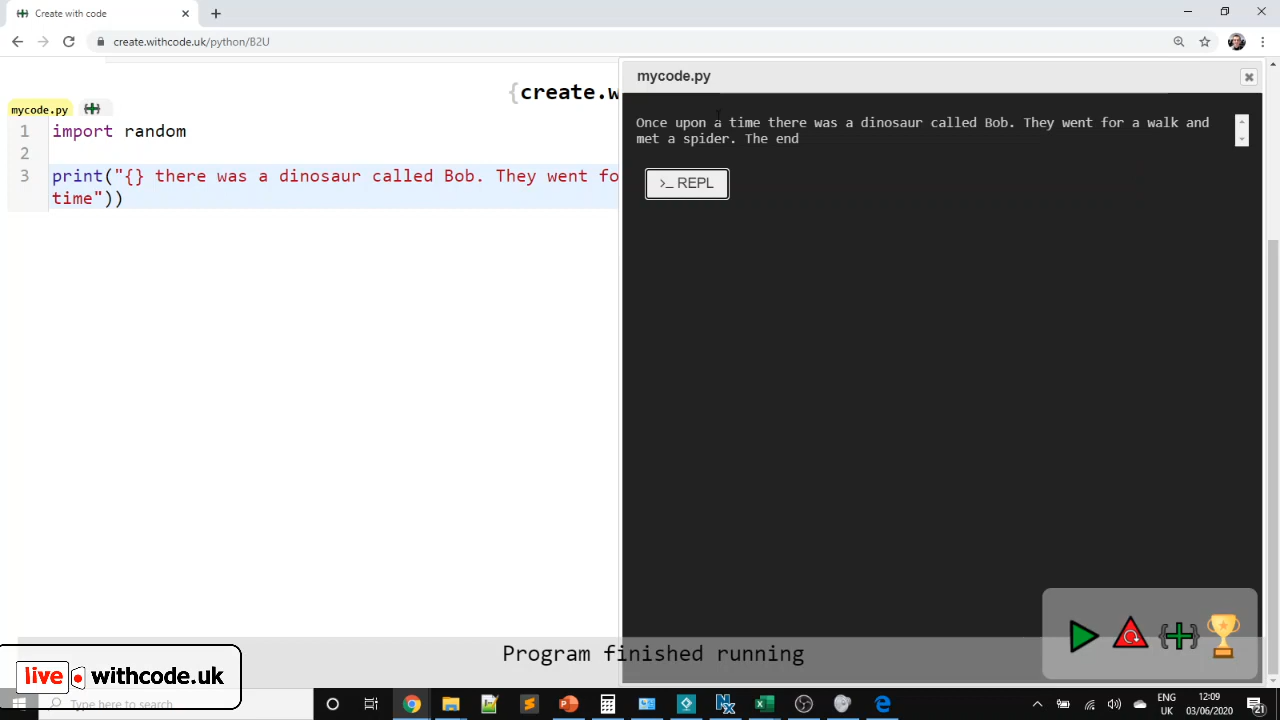 Create with code
create.withcode.uk/python/B2U
mycode.py
{create.w
mycode.py
1 import random
2
3 print("{} there was a dinosaur called Bob. They went fo
time"))
Once upon a time there was a dinosaur called Bob. They went for a walk and
met a spider. The end
>_ REPL
Program finished running
live withcode.uk
Type here to search
ENG
UK
12:09
03/06/2020
21